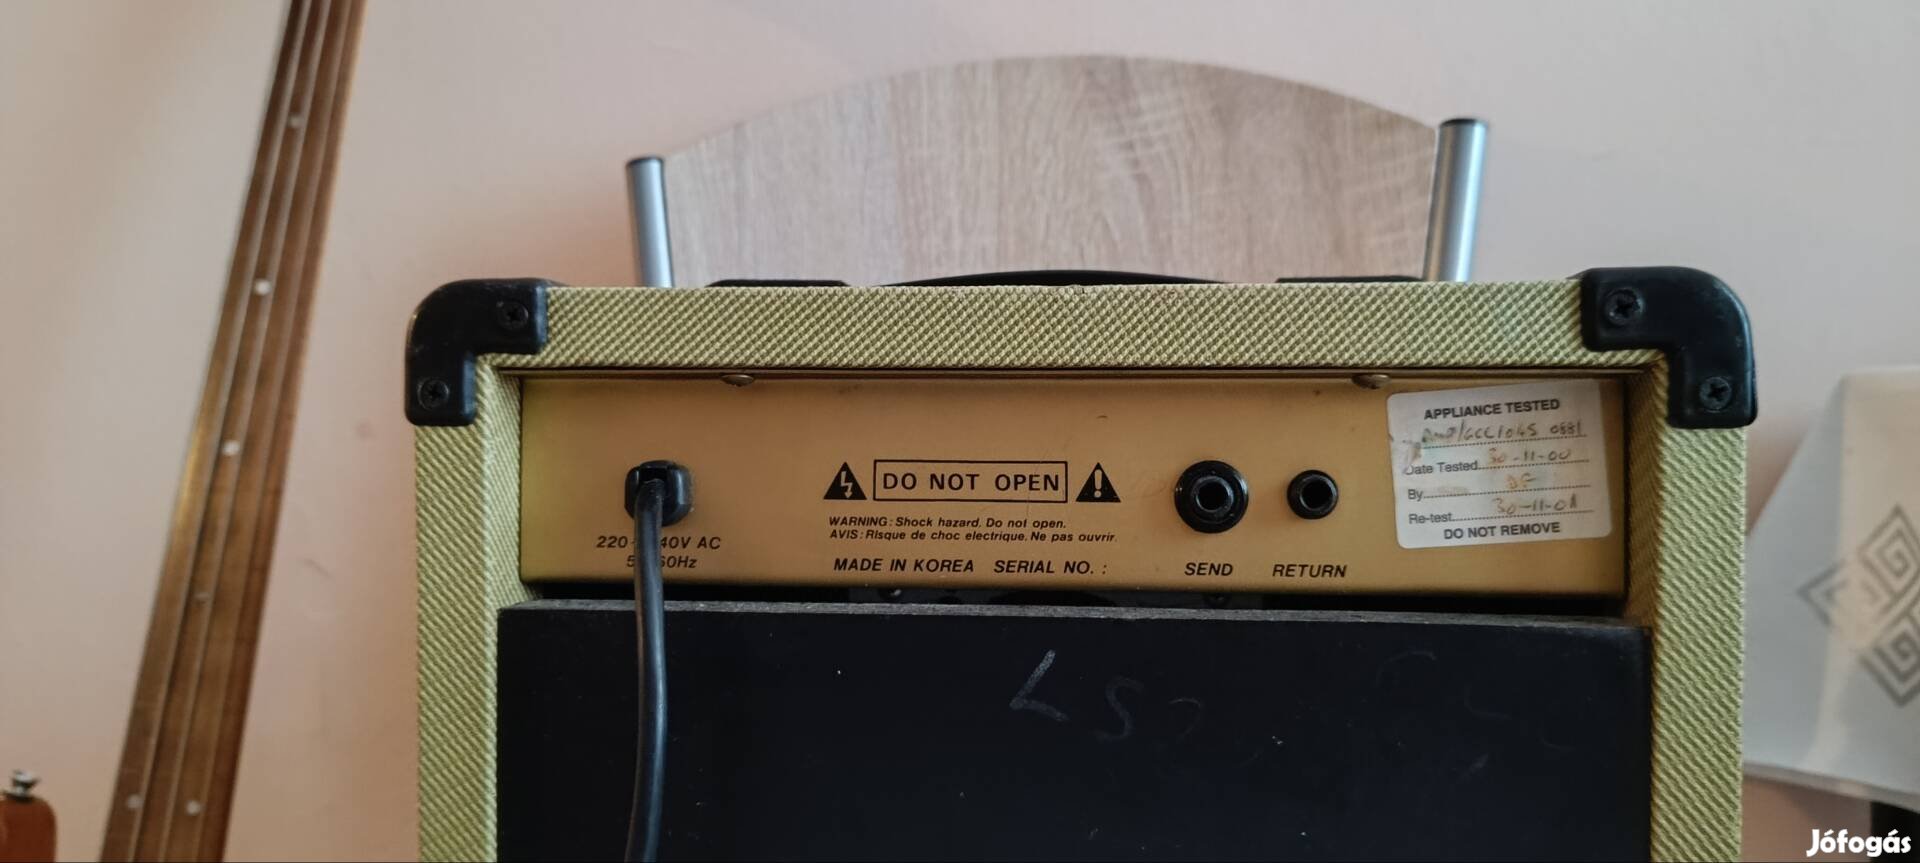 DO NOT OPEN
WARNING: Shock hazard. Do not open.
AVIS: Risque de choc electrique. Ne pas ouvrir.
MADE IN KOREA SERIAL NO. :
220 40V AC
60Hz
SEND
RETURN
APPLIANCE TESTED
Date Tested 30-11-00
By
Re-test 30-11-01
DO NOT REMOVE
LS2
Jófogás